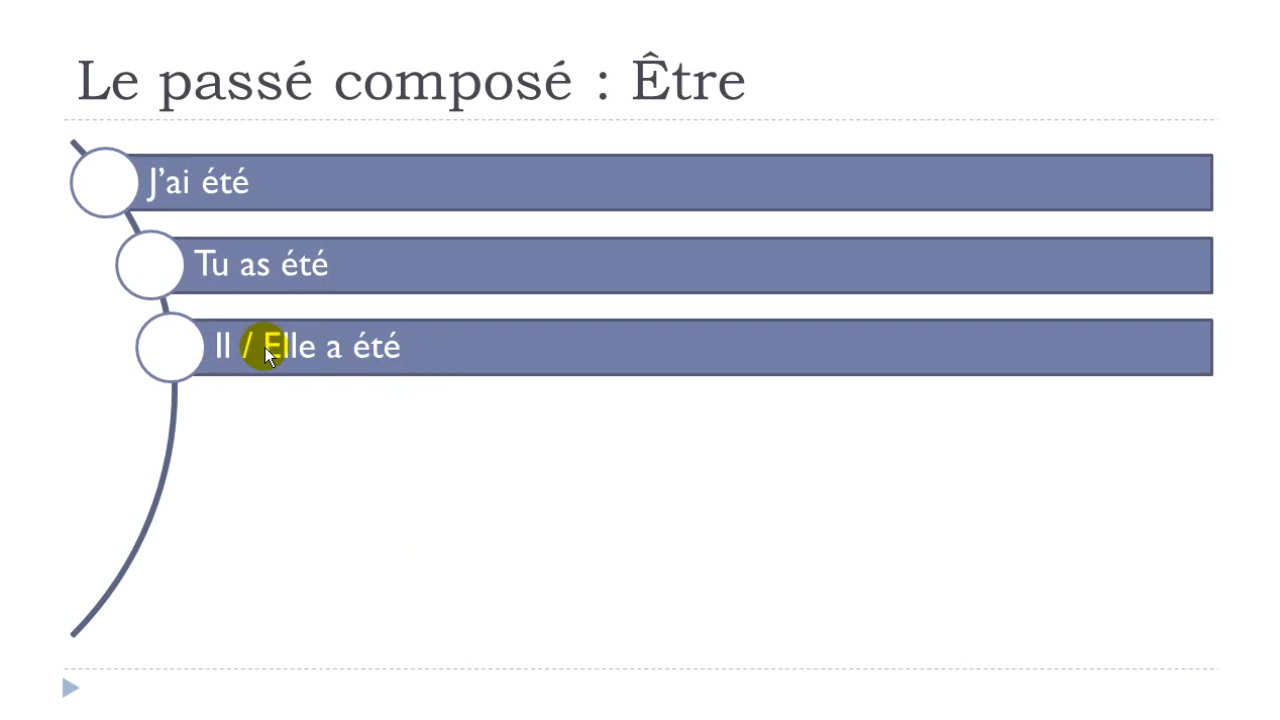 Le passé composé : Être
J’ai été
Tu as été
Il / Elle a été